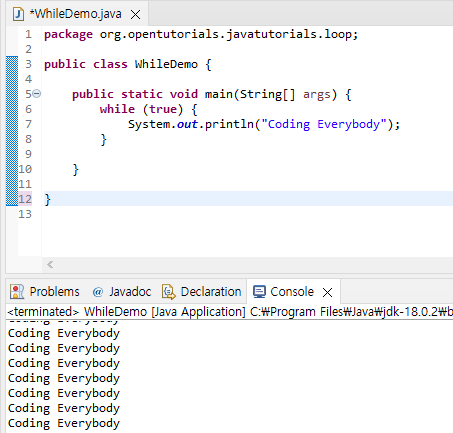 *WhileDemo.java
1 package org.opentutorials.javatutorials.loop;
2
3 public class WhileDemo {
4
5 public static void main(String[] args) {
6 while (true) {
7 System.out.println("Coding Everybody");
8 }
9
10 }
11
12 }
13
Problems @ Javadoc Declaration Console
<terminated> WhileDemo [Java Application] C:₩Program Files₩Java₩jdk-18.0.2₩b
Coding Everybody
Coding Everybody
Coding Everybody
Coding Everybody
Coding Everybody
Coding Everybody
Coding Everybody
Coding Everybody